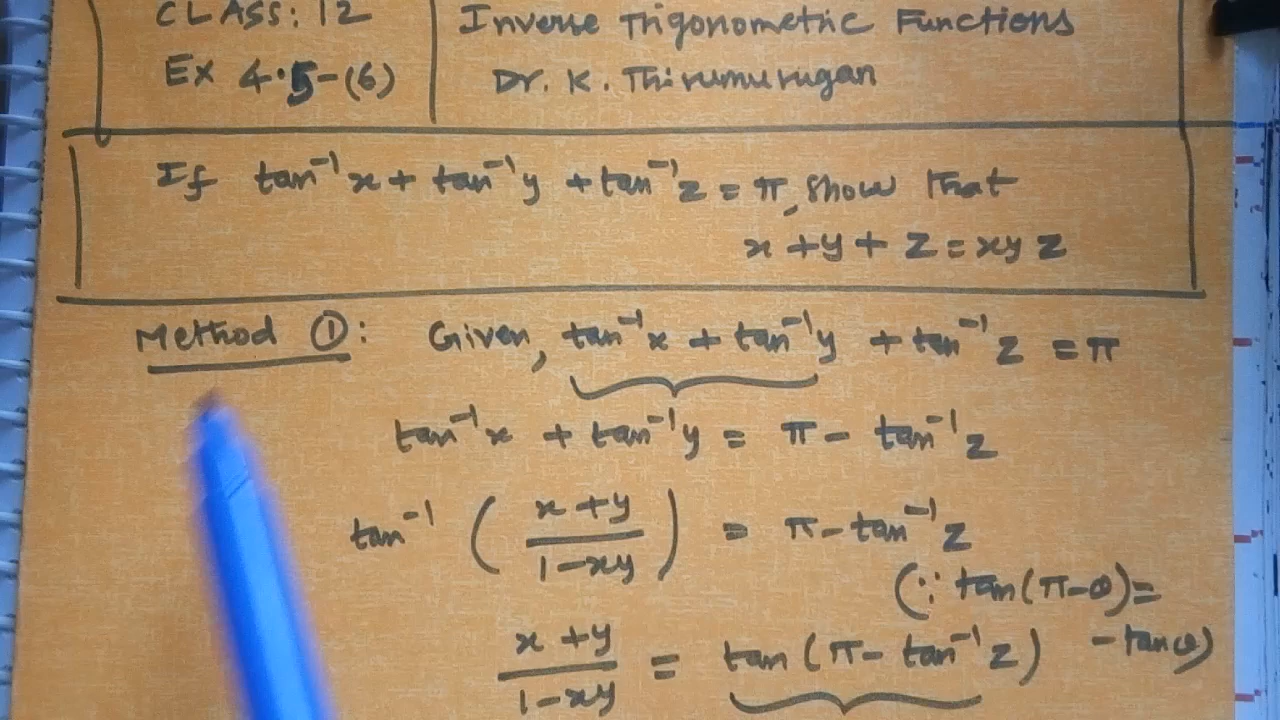 CLASS: 12
Inverse Trigonometric Functions
Ex 4.5-(6)
Dr. K. Thirumurugan
If tan⁻¹x + tan⁻¹y + tan⁻¹z = π, show that
x + y + z = xyz
Method ①: Given, tan⁻¹x + tan⁻¹y + tan⁻¹z = π
tan⁻¹x + tan⁻¹y = π - tan⁻¹z
tan⁻¹ ( (x+y)/(1-xy) ) = π - tan⁻¹z
(∵ tan(π-θ)=
(x+y)/(1-xy) = tan(π - tan⁻¹z) -tanθ)